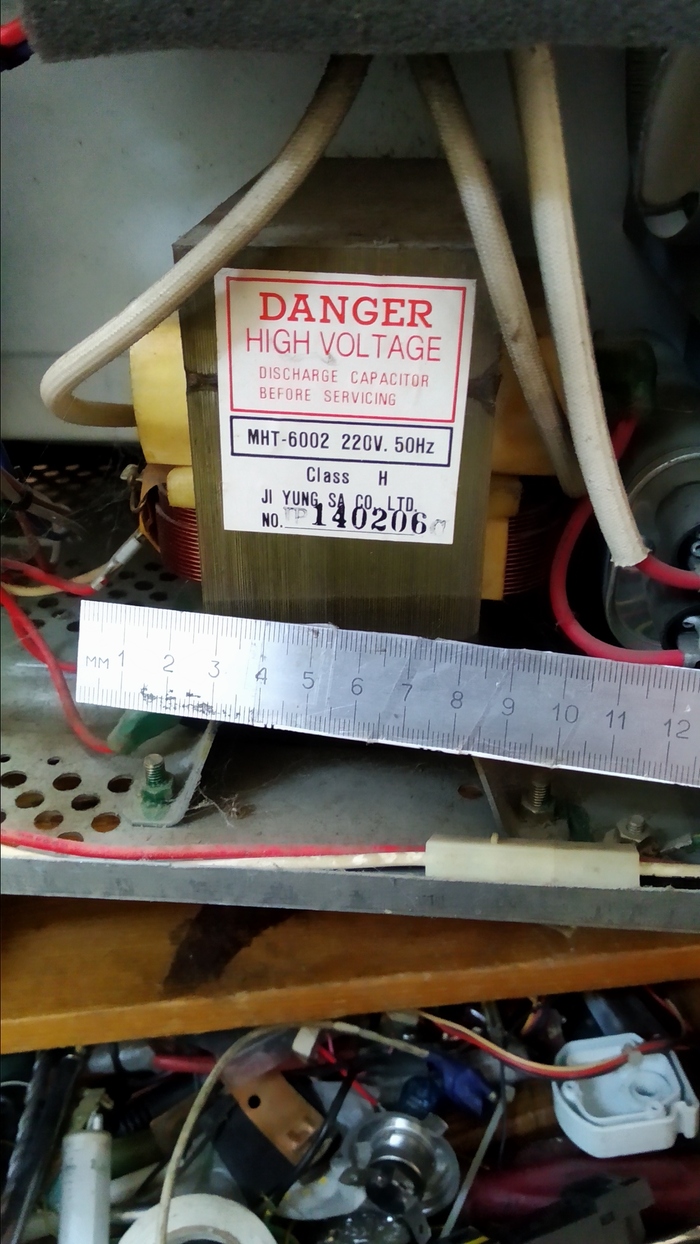 DANGER
HIGH VOLTAGE
DISCHARGE CAPACITOR
BEFORE SERVICING
MHT-6002 220V. 50Hz
Class H
JI YUNG SA CO. LTD.
NO. TP 140206
MM 1 2 3 4 5 6 7 8 9 10 11 12